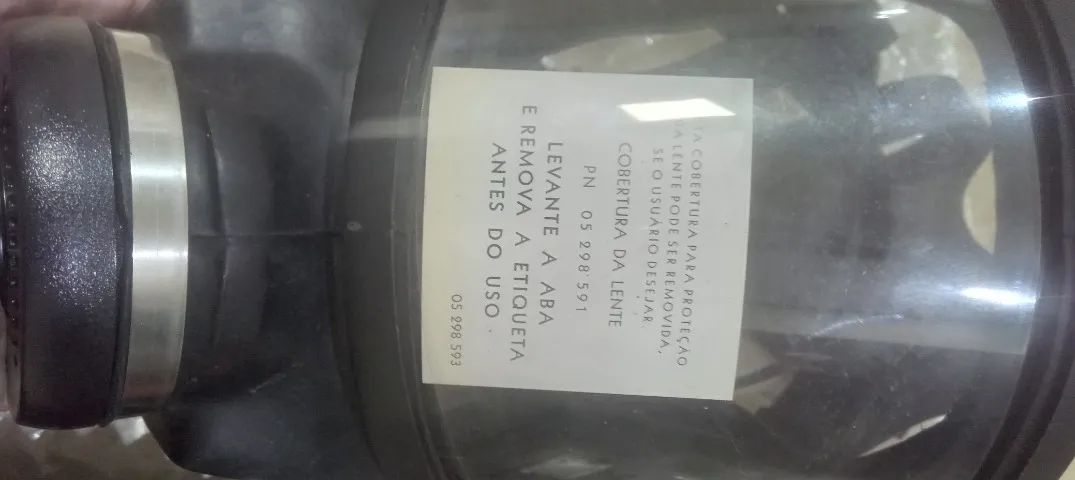 COBERTURA PARA PROTEÇÃO
LENTE PODE SER REMOVIDA,
SE O USUÁRIO DESEJAR.
COBERTURA DA LENTE
PN 05 298 591
LEVANTE A ABA
E REMOVA A ETIQUETA
ANTES DO USO.
05 298 593